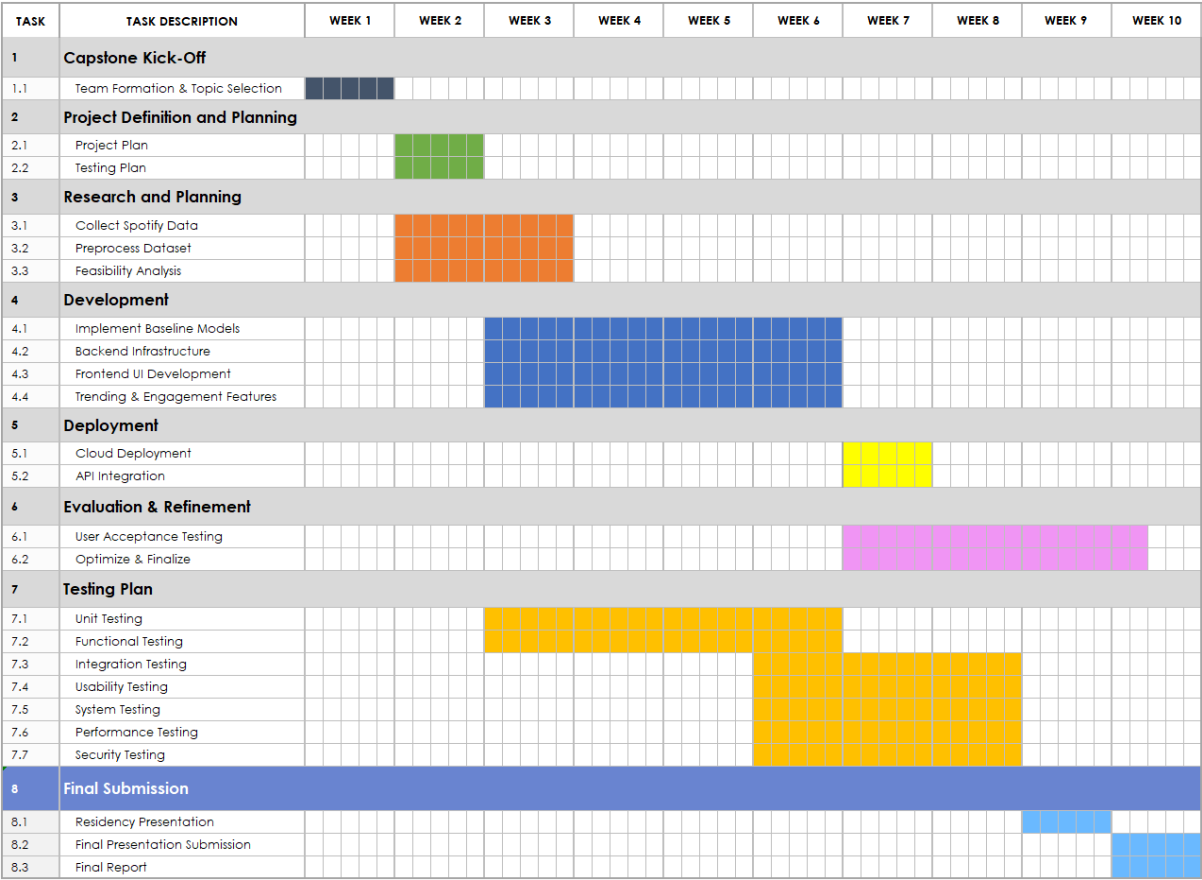 TASK TASK DESCRIPTION WEEK 1 WEEK 2 WEEK 3 WEEK 4 WEEK 5 WEEK 6 WEEK 7 WEEK 8 WEEK 9 WEEK 10
1 Capstone Kick-Off
1.1 Team Formation & Topic Selection
2 Project Definition and Planning
2.1 Project Plan
2.2 Testing Plan
3 Research and Planning
3.1 Collect Spotify Data
3.2 Preprocess Dataset
3.3 Feasibility Analysis
4 Development
4.1 Implement Baseline Models
4.2 Backend Infrastructure
4.3 Frontend UI Development
4.4 Trending & Engagement Features
5 Deployment
5.1 Cloud Deployment
5.2 API Integration
6 Evaluation & Refinement
6.1 User Acceptance Testing
6.2 Optimize & Finalize
7 Testing Plan
7.1 Unit Testing
7.2 Functional Testing
7.3 Integration Testing
7.4 Usability Testing
7.5 System Testing
7.6 Performance Testing
7.7 Security Testing
8 Final Submission
8.1 Residency Presentation
8.2 Final Presentation Submission
8.3 Final Report